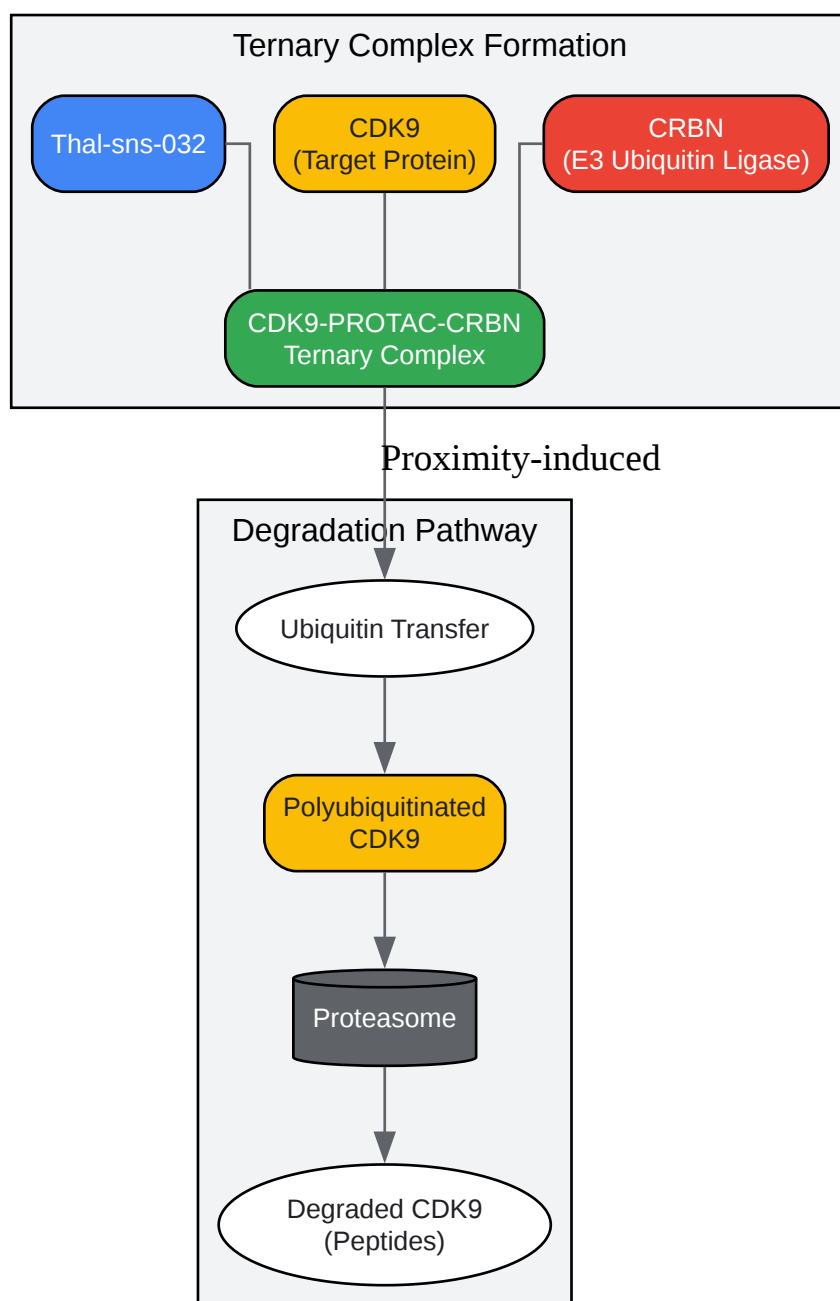 Ternary Complex Formation
Thal-sns-032
CDK9
(Target Protein)
CRBN
(E3 Ubiquitin Ligase)
CDK9-PROTAC-CRBN
Ternary Complex
Proximity-induced
Degradation Pathway
Ubiquitin Transfer
Polyubiquitinated
CDK9
Proteasome
Degraded CDK9
(Peptides)